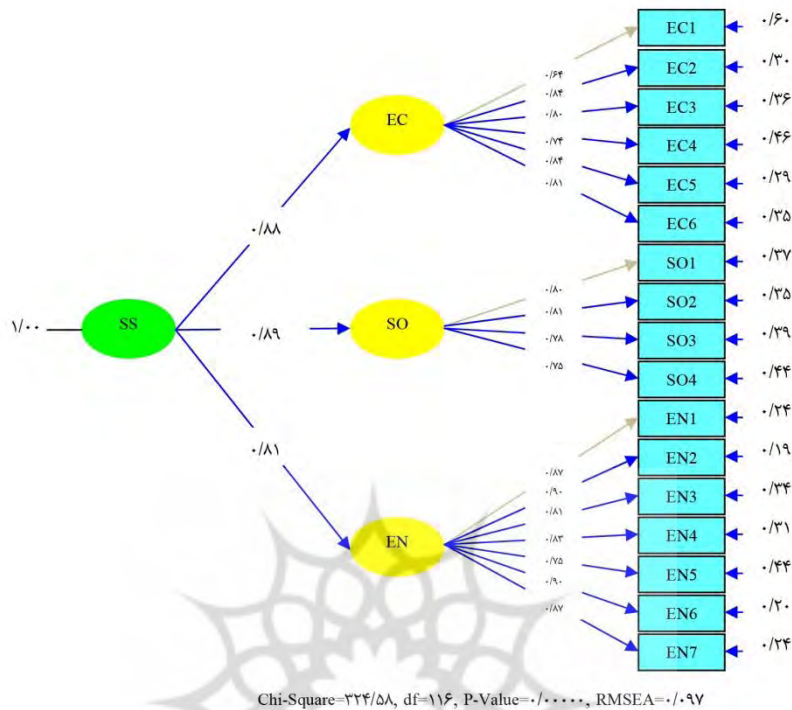 EC1 ۰/۶۰
EC2 ۰/۳۰
EC3 ۰/۳۶
EC4 ۰/۴۶
EC5 ۰/۲۹
EC6 ۰/۳۵
SO1 ۰/۳۷
SO2 ۰/۳۵
SO3 ۰/۳۹
SO4 ۰/۴۴
EN1 ۰/۲۴
EN2 ۰/۱۹
EN3 ۰/۳۴
EN4 ۰/۳۱
EN5 ۰/۴۴
EN6 ۰/۲۰
EN7 ۰/۲۴
۰/۶۴
۰/۸۴
۰/۸۰
۰/۷۴
۰/۸۴
۰/۸۱
۰/۸۰
۰/۸۱
۰/۷۸
۰/۷۵
۰/۸۷
۰/۹۰
۰/۸۱
۰/۸۳
۰/۷۵
۰/۹۰
۰/۸۷
EC
SO
EN
۰/۸۸
۰/۸۹
۰/۸۱
۱/۰۰ SS
Chi-Square=۳۲۴/۵۸, df=۱۱۶, P-Value=۰/۰۰۰۰۰, RMSEA=۰/۰۹۷